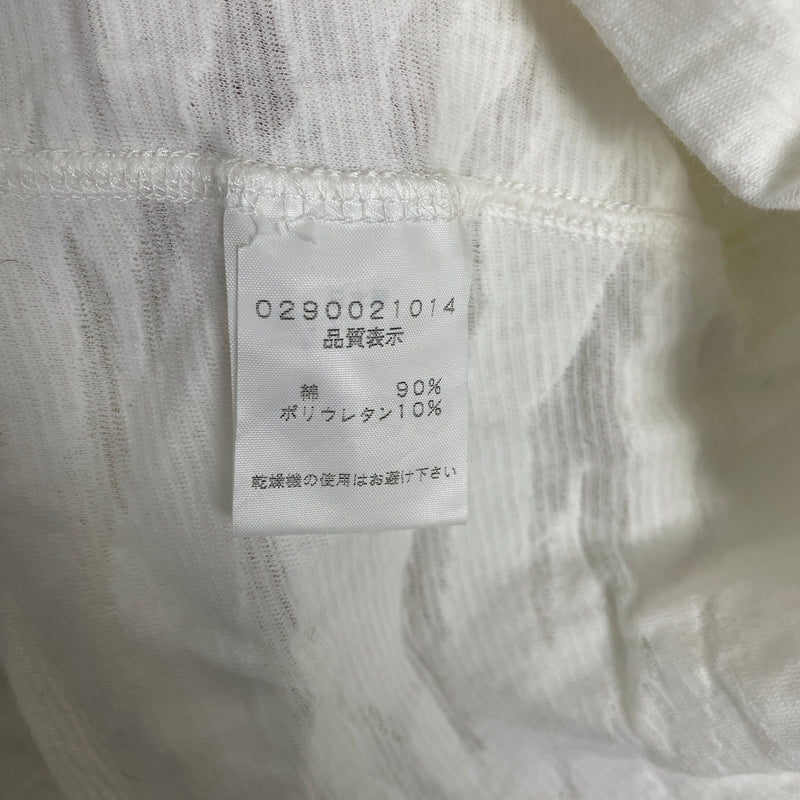 0290021014
品質表示
綿 90%
ポリウレタン10%
乾燥機の使用はお避け下さい